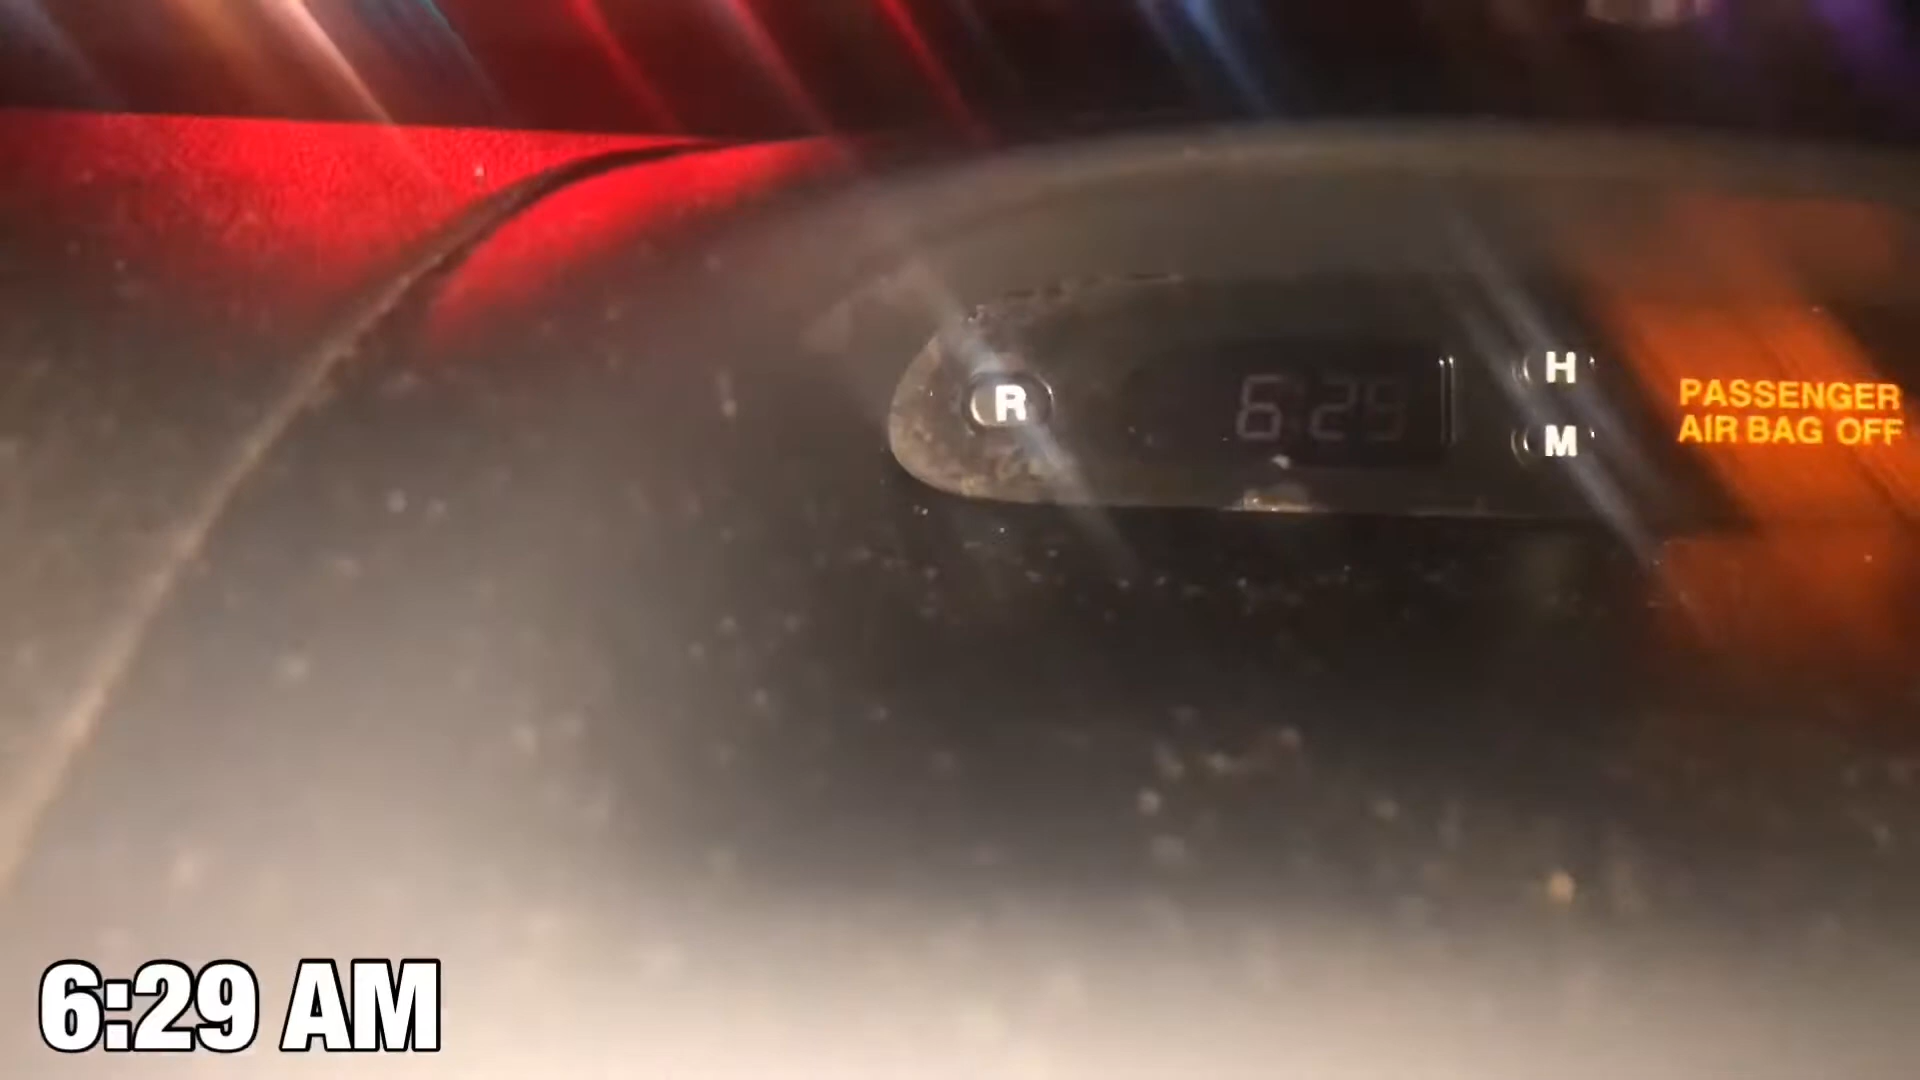 R
6:29
H
M
PASSENGER
AIR BAG OFF
6:29 AM